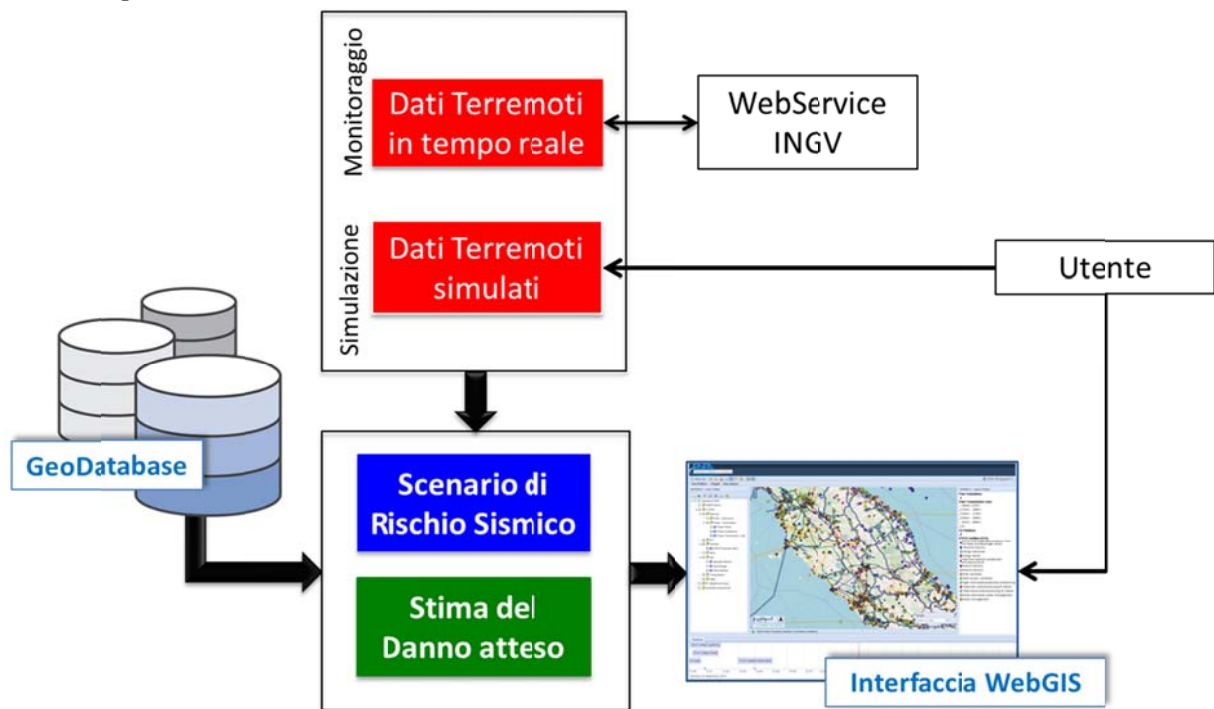 Monitoraggio
Dati Terremoti
in tempo reale
WebService
INGV
Simulazione
Dati Terremoti
simulati
Utente
GeoDatabase
Scenario di
Rischio Sismico
Stima del
Danno atteso
Interfaccia WebGIS